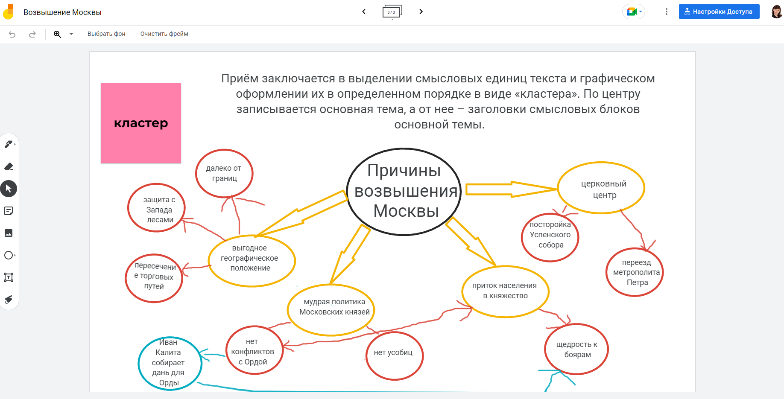 Возвышение Москвы
Настройки Доступа
Выбрать фон
Очистить фрейм
кластер
Приём заключается в выделении смысловых единиц текста и графическом
оформлении их в определенном порядке в виде «кластера». По центру
записывается основная тема, а от нее – заголовки смысловых блоков
основной темы.
Причины
возвышения
Москвы
далеко от
границ
защита с
Запада
лесами
пересечени
е торговых
путей
выгодное
географическое
положение
мудрая политика
Московских князей
нет
конфликтов
с Ордой
нет усобиц
Иван
Калита
собирает
дань для
Орды
приток населения
в княжество
щедрость к
боярам
церковный
центр
посторойка
Успенского
собора
переезд
метрополита
Петра